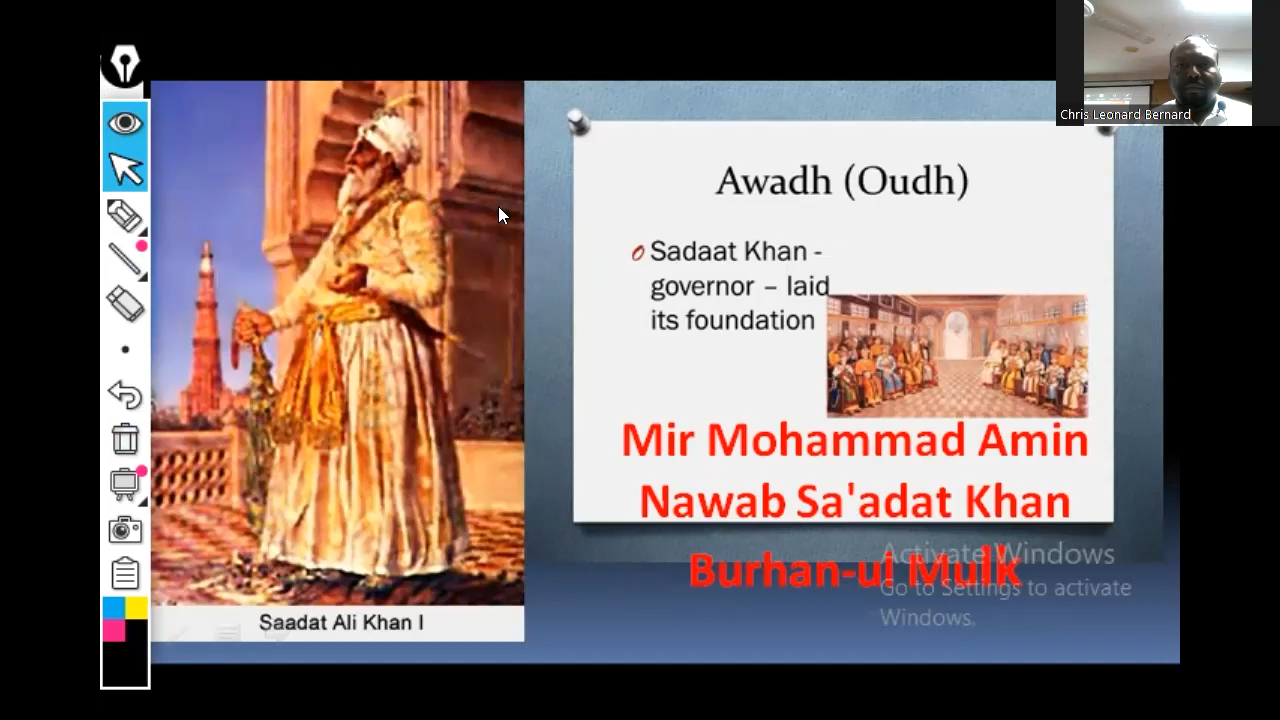 Chris Leonard Bernard
Awadh (Oudh)
Sadaat Khan -
governor – laid
its foundation
Mir Mohammad Amin
Nawab Sa'adat Khan
Burhan-ul Mulk
Activate Windows
Go to Settings to activate
Windows.
Saadat Ali Khan I